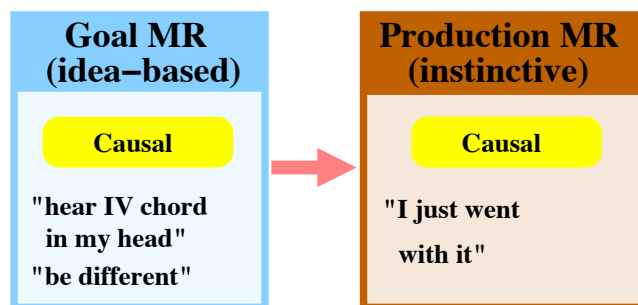 Goal MR
(idea−based)
Causal
"hear IV chord
in my head"
"be different"
Production MR
(instinctive)
Causal
"I just went
with it"